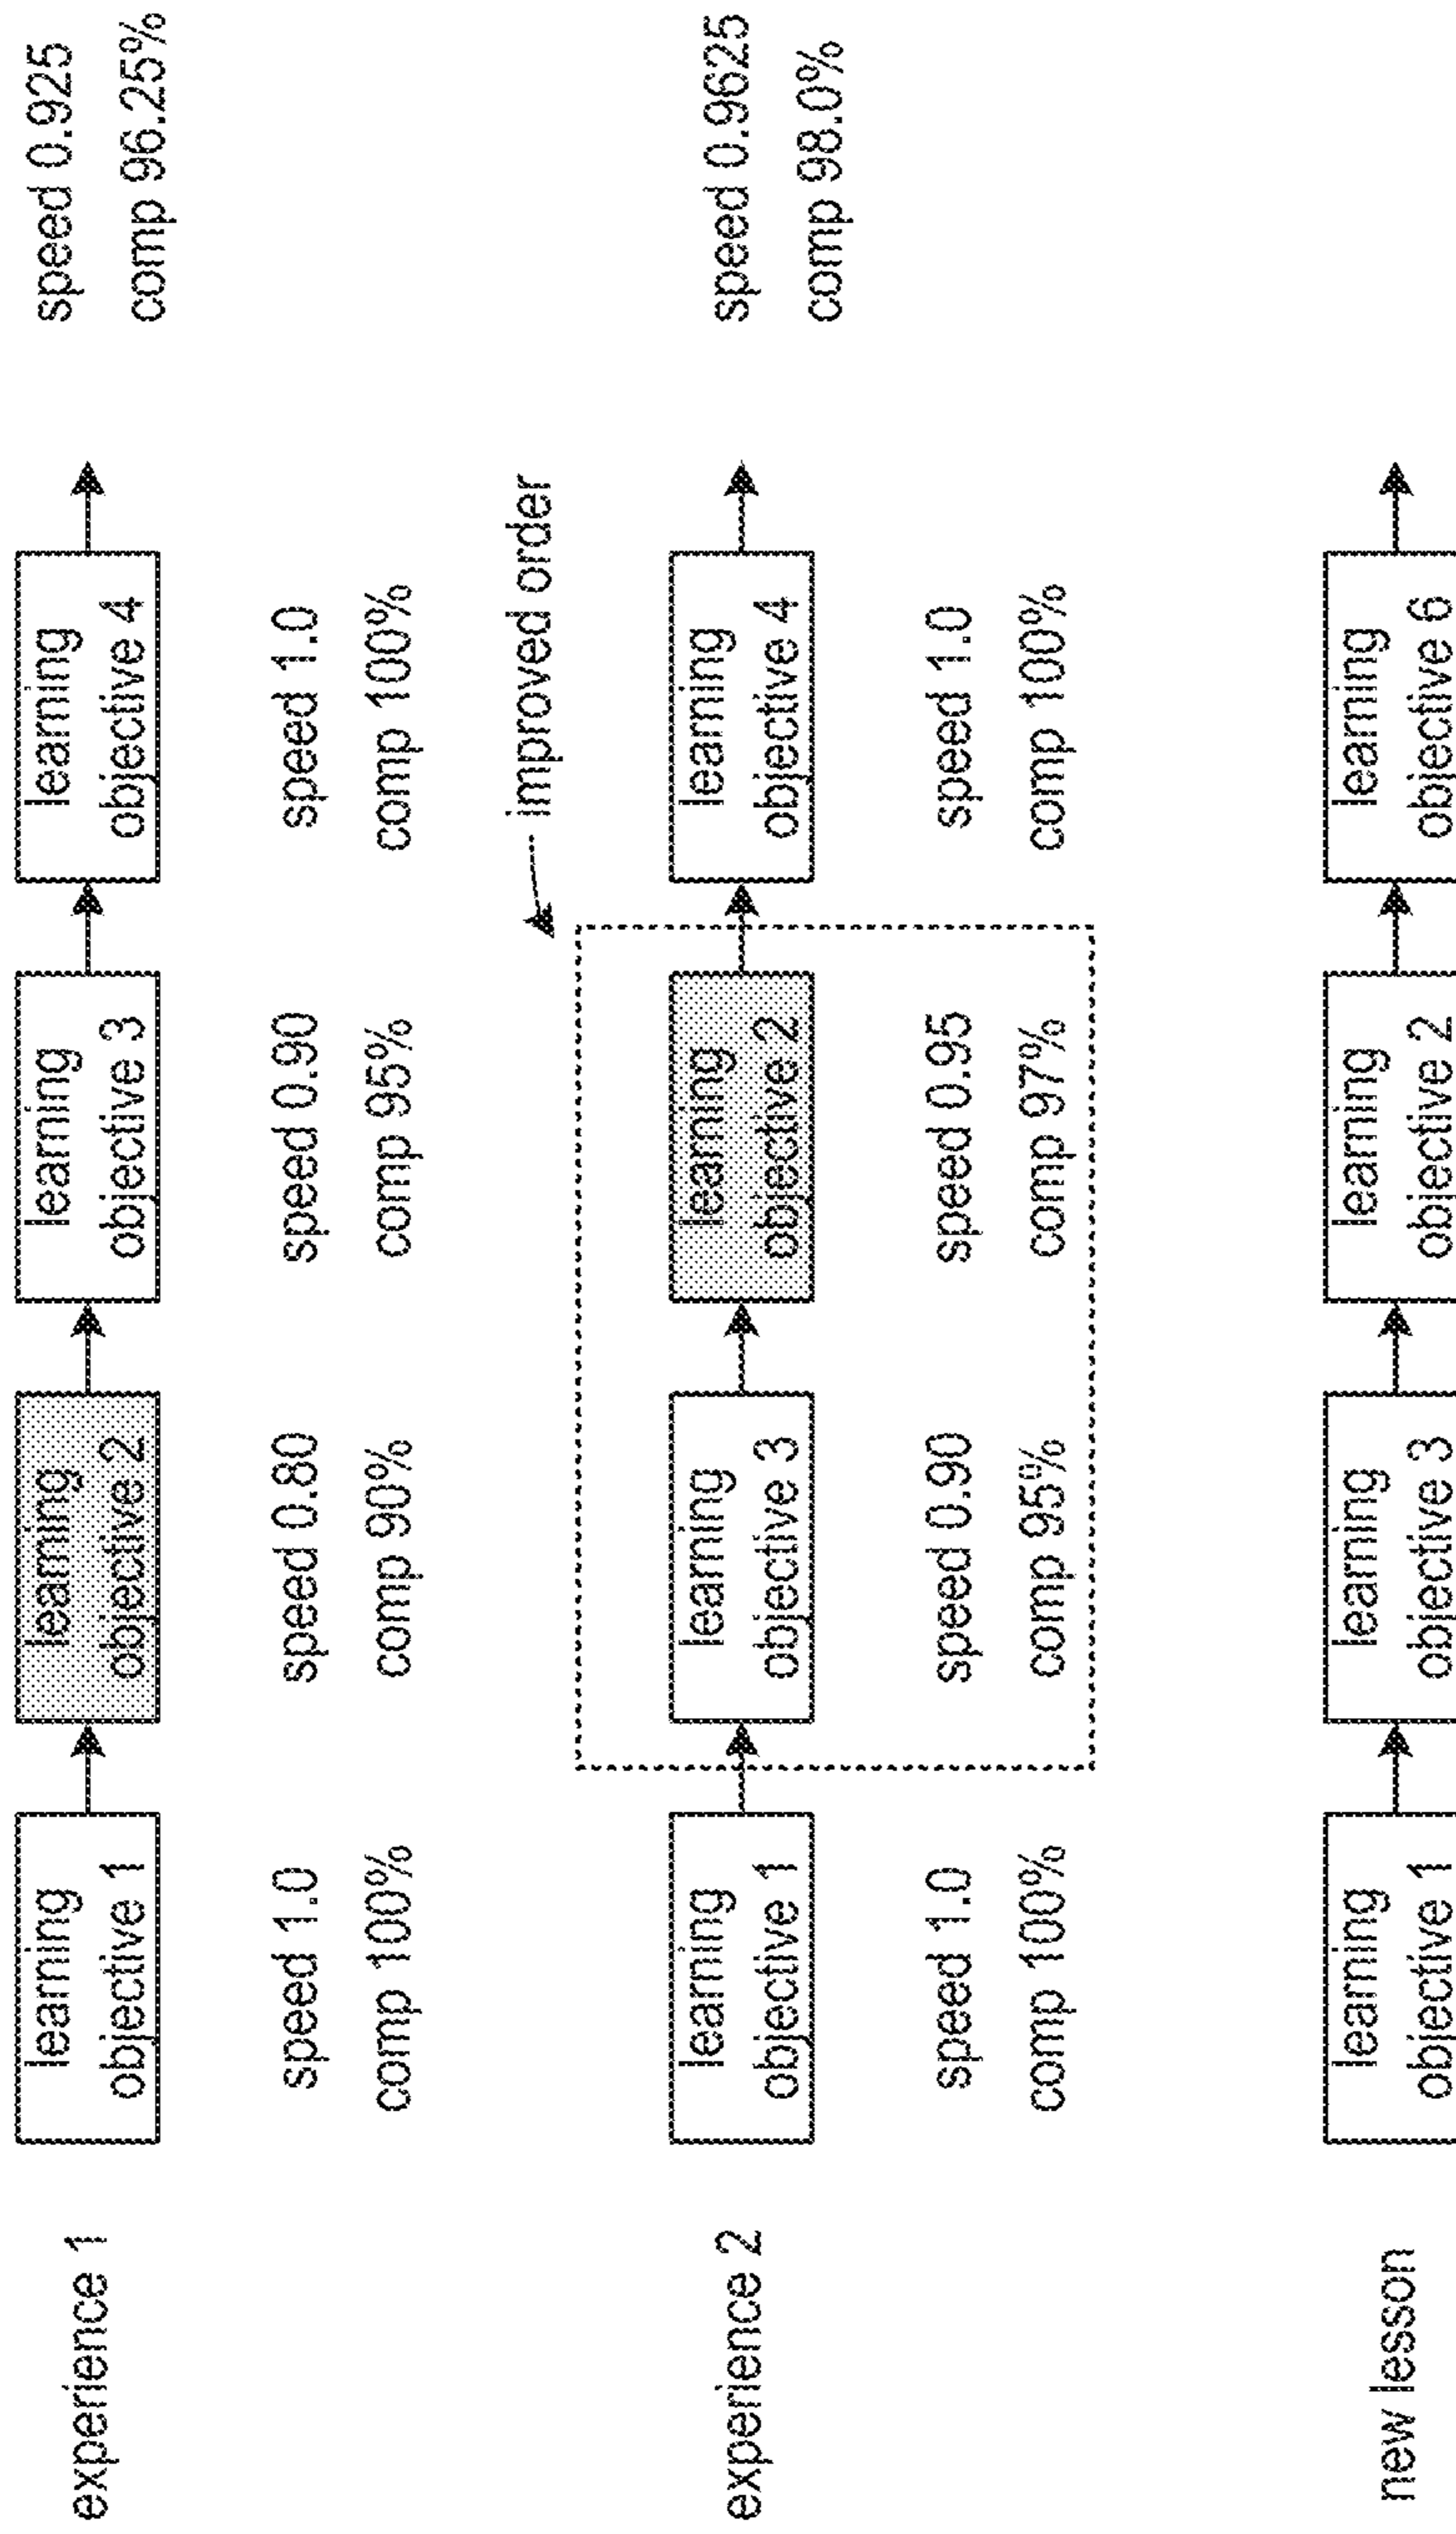 experience 1
learning
objective 1
learning
objective 2
learning
objective 3
learning
objective 4
speed 0.925
comp 96.25%
speed 1.0
comp 100%
speed 0.80
comp 90%
speed 0.90
comp 95%
speed 1.0
comp 100%
improved order
experience 2
learning
objective 1
learning
objective 3
learning
objective 2
learning
objective 4
speed 0.9625
comp 98.0%
speed 1.0
comp 100%
speed 0.90
comp 95%
speed 0.95
comp 97%
speed 1.0
comp 100%
new lesson
learning
objective 1
learning
objective 3
learning
objective 2
learning
objective 6